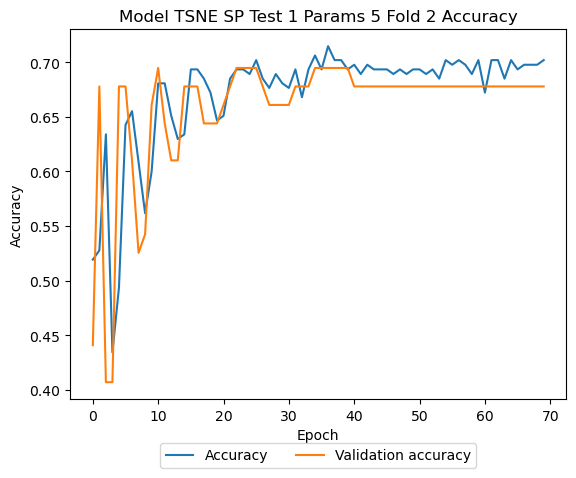 Model TSNE SP Test 1 Params 5 Fold 2 Accuracy
0.70
0.65
0.60
0.55
0.50
0.45
0.40
Accuracy
0 10 20 30 40 50 60 70
Epoch
Accuracy Validation accuracy